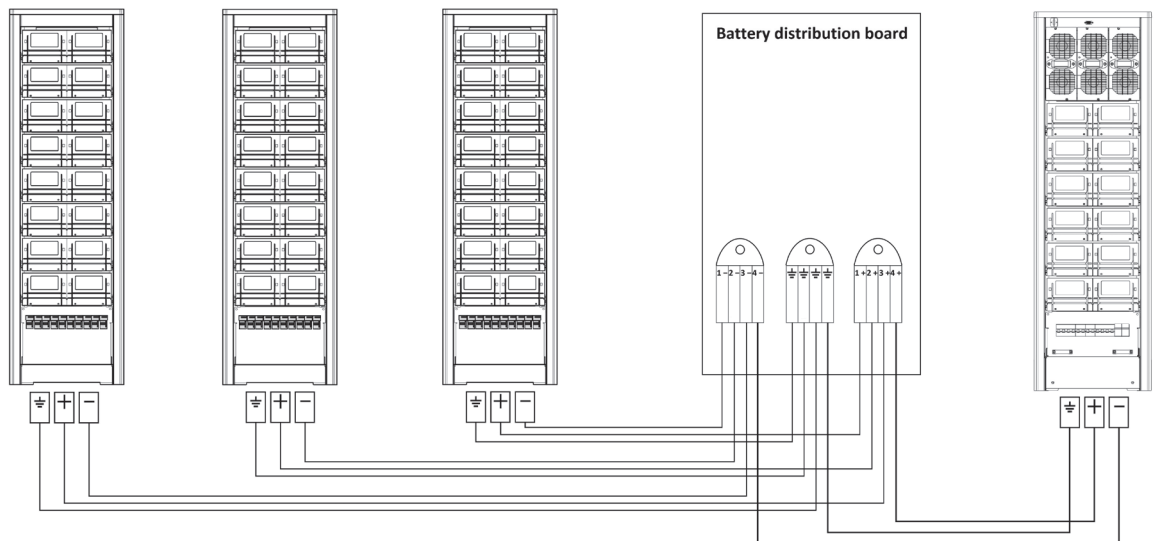 Battery distribution board
1 − 2 − 3 − 4 −
1 + 2 + 3 + 4 +
+ −
+ −
+ −
+ −